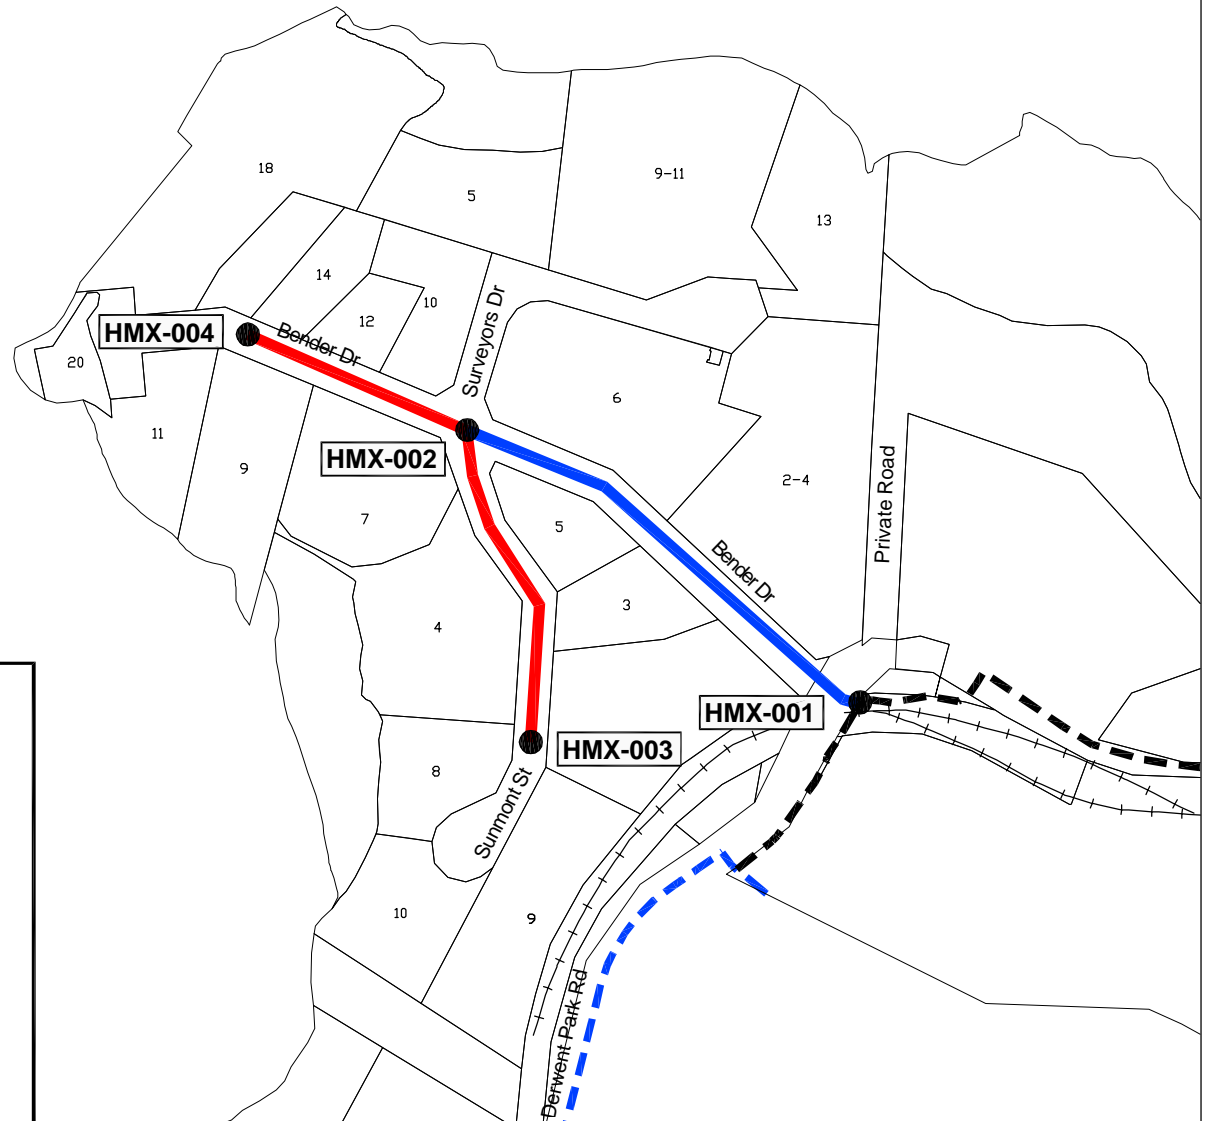 18
5
9-11
13
14
10
12
Surveyors Dr
HMX-004
Bender Dr
20
6
11
9
HMX-002
7
5
2-4
Private Road
Bender Dr
3
4
HMX-001
HMX-003
8
Sunmont St
10
9
Derwent Park Rd